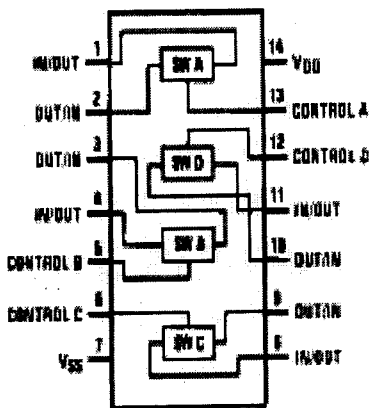 1
IN/OUT
2
OUT/IN
3
OUT/IN
4
IN/OUT
5
CONTROL B
6
CONTROL C
7
VSS
SW A
SW D
SW B
SW C
14
VDD
13
CONTROL A
12
CONTROL D
11
IN/OUT
10
OUT/IN
9
OUT/IN
8
IN/OUT